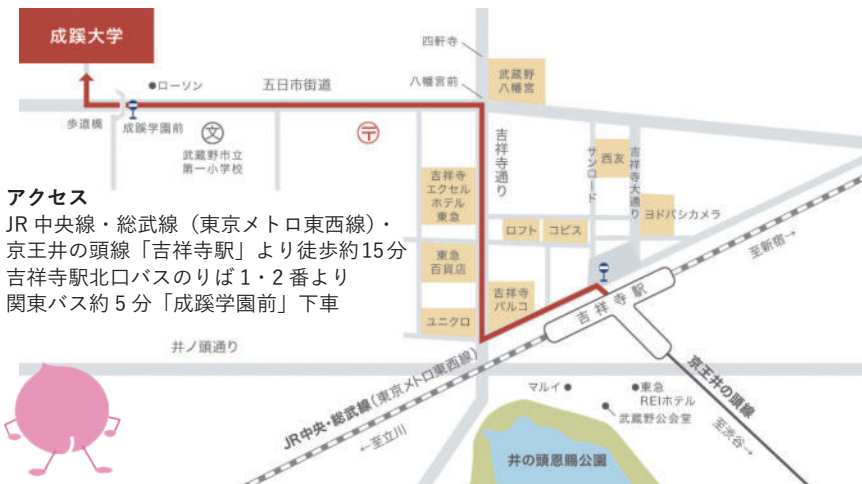 成蹊大学
四軒寺
八幡宮前
武蔵野
八幡宮
ローソン
五日市街道
歩道橋
成蹊学園前
文
武蔵野市立
第一小学校
〒
吉祥寺通り
サンロード
西友
吉祥寺大通り
ヨドバシカメラ
吉祥寺
エクセル
ホテル
東急
ロフト
コピス
至新宿→
アクセス
JR 中央線・総武線（東京メトロ東西線）・
京王井の頭線「吉祥寺駅」より徒歩約15分
吉祥寺駅北口バスのりば 1・2 番より
関東バス約 5 分「成蹊学園前」下車
東急
百貨店
吉祥寺
パルコ
ユニクロ
吉祥寺駅
井ノ頭通り
JR中央・総武線(東京メトロ東西線)
←至立川
マルイ
東急
REIホテル
武蔵野公会堂
京王井の頭線
至渋谷→
井の頭恩賜公園